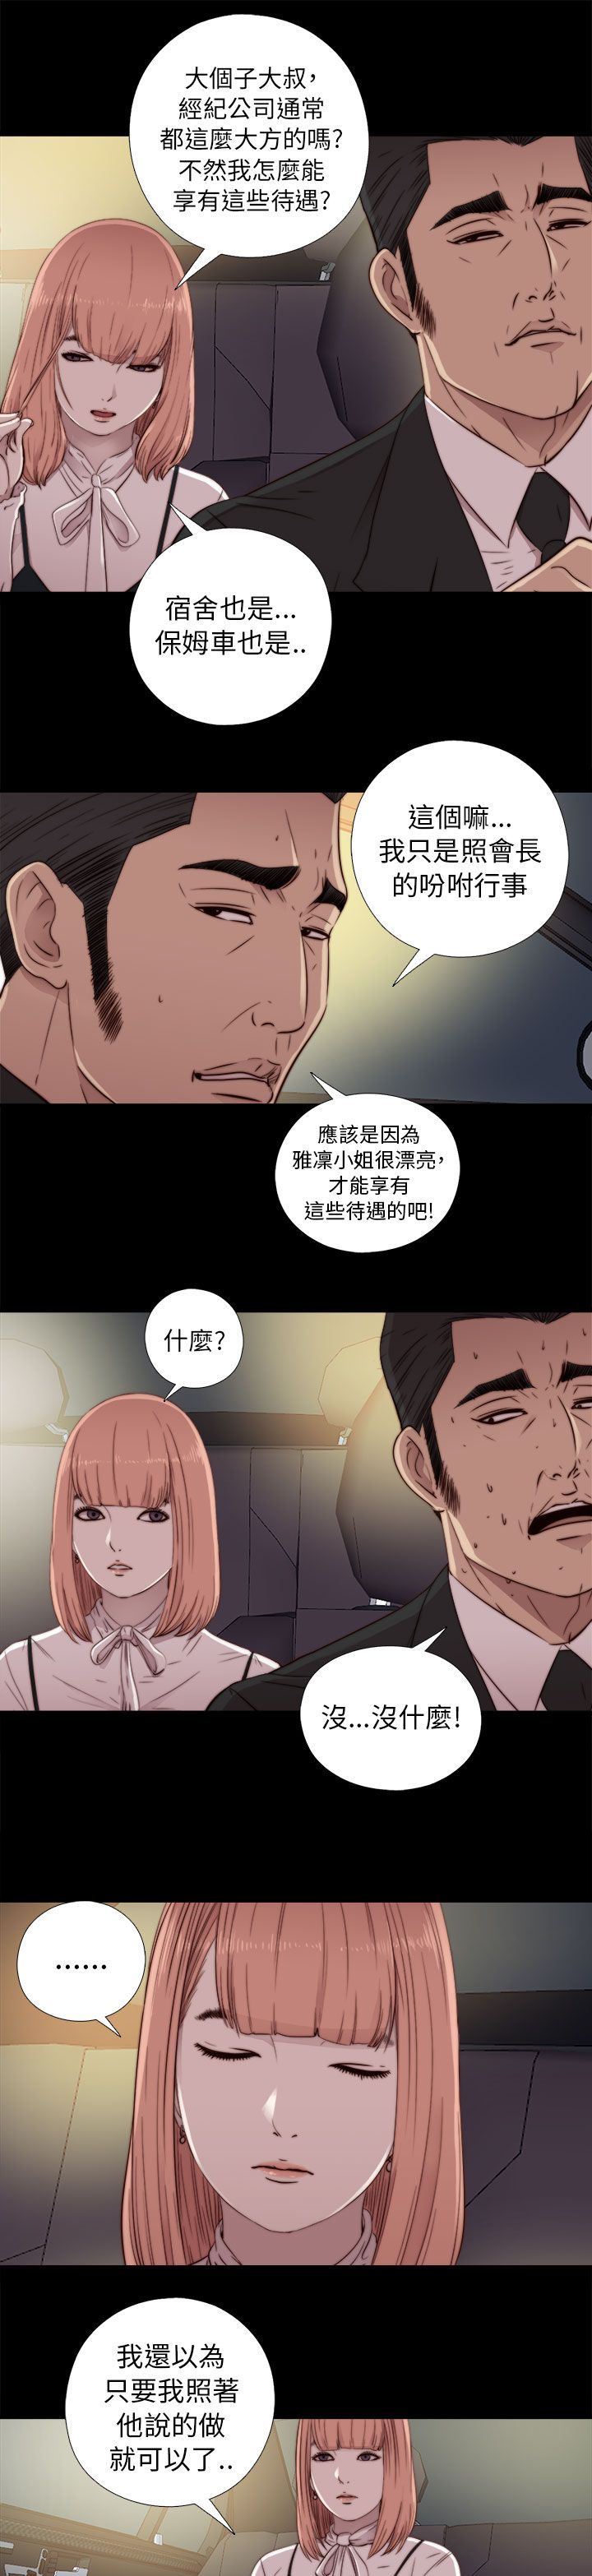 大個子大叔,
經紀公司通常
都這麼大方的嗎?
不然我怎麼能
享有這些待遇?
宿舍也是...
保姆車也是..
這個嘛...
我只是照會長
的吩咐行事
應該是因為
雅凜小姐很漂亮,
才能享有
這些待遇的吧!
什麼?
沒...沒什麼!
......
我還以為
只要我照著
他說的做
就可以了..